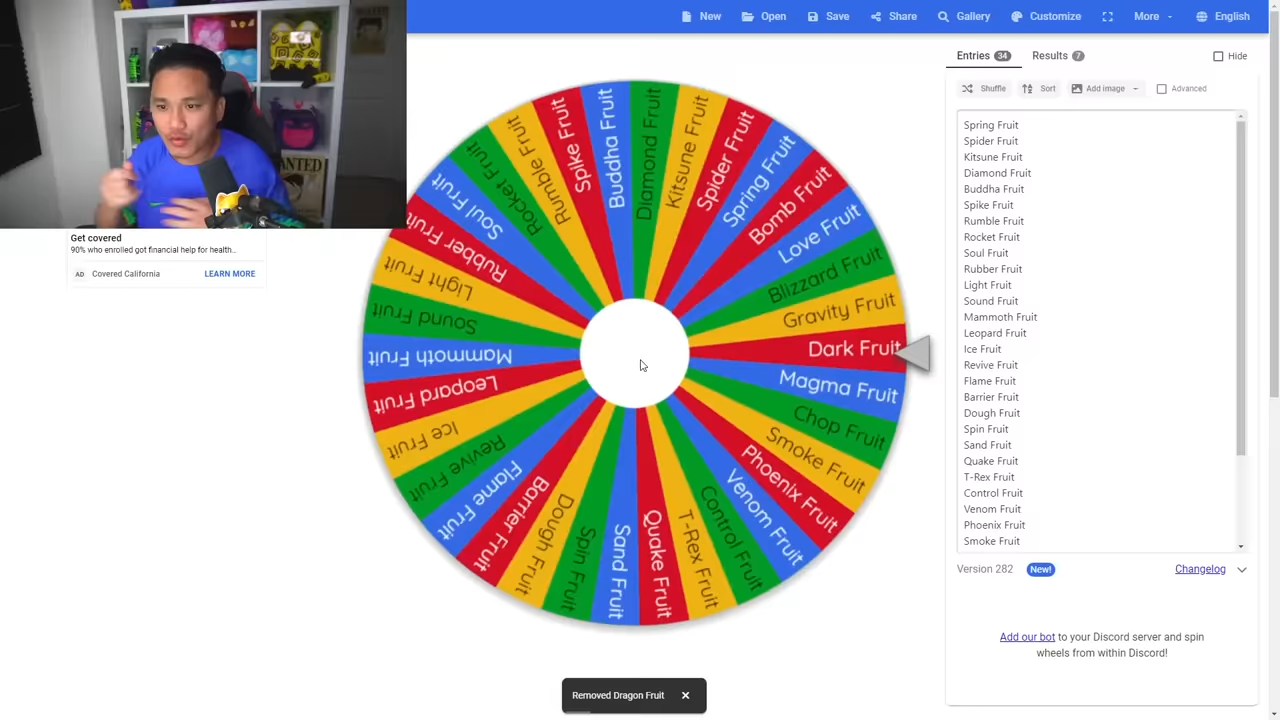 New
Open
Save
Share
Gallery
Customize
More
English
WANTED
Get covered
90% who enrolled got financial help for health...
AD Covered California LEARN MORE
Spike Fruit
Buddha Fruit
Diamond Fruit
Kitsune Fruit
Spider Fruit
Spring Fruit
Bomb Fruit
Love Fruit
Blizzard Fruit
Gravity Fruit
Dark Fruit
Magma Fruit
Chop Fruit
Smoke Fruit
Phoenix Fruit
Venom Fruit
Control Fruit
T-Rex Fruit
Quake Fruit
Sand Fruit
Spin Fruit
Dough Fruit
Barrier Fruit
Flame Fruit
Revive Fruit
Ice Fruit
Leopard Fruit
Mammoth Fruit
Sound Fruit
Light Fruit
Rubber Fruit
Soul Fruit
Rocket Fruit
Rumble Fruit
Entries 34 Results 7 Hide
Shuffle Sort Add image Advanced
Spring Fruit
Spider Fruit
Kitsune Fruit
Diamond Fruit
Buddha Fruit
Spike Fruit
Rumble Fruit
Rocket Fruit
Soul Fruit
Rubber Fruit
Light Fruit
Sound Fruit
Mammoth Fruit
Leopard Fruit
Ice Fruit
Revive Fruit
Flame Fruit
Barrier Fruit
Dough Fruit
Spin Fruit
Sand Fruit
Quake Fruit
T-Rex Fruit
Control Fruit
Venom Fruit
Phoenix Fruit
Smoke Fruit
Version 282 New! Changelog
Add our bot to your Discord server and spin
wheels from within Discord!
Removed Dragon Fruit